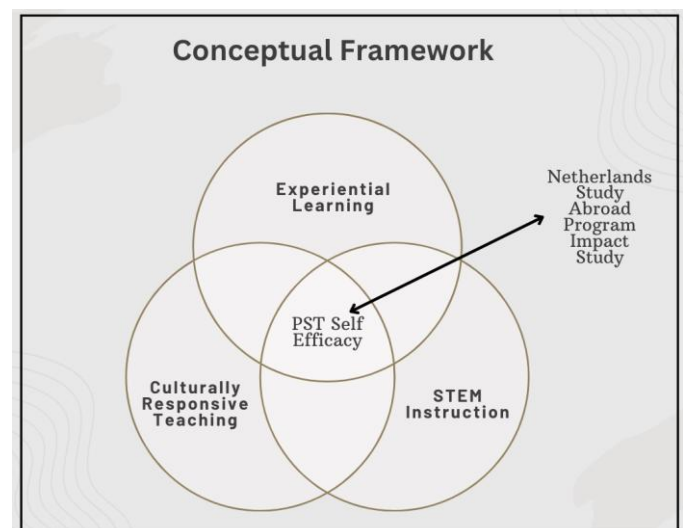 Conceptual Framework
Experiential
Learning
Netherlands
Study
Abroad
Program
Impact
Study
PST Self
Efficacy
Culturally
Responsive
Teaching
STEM
Instruction